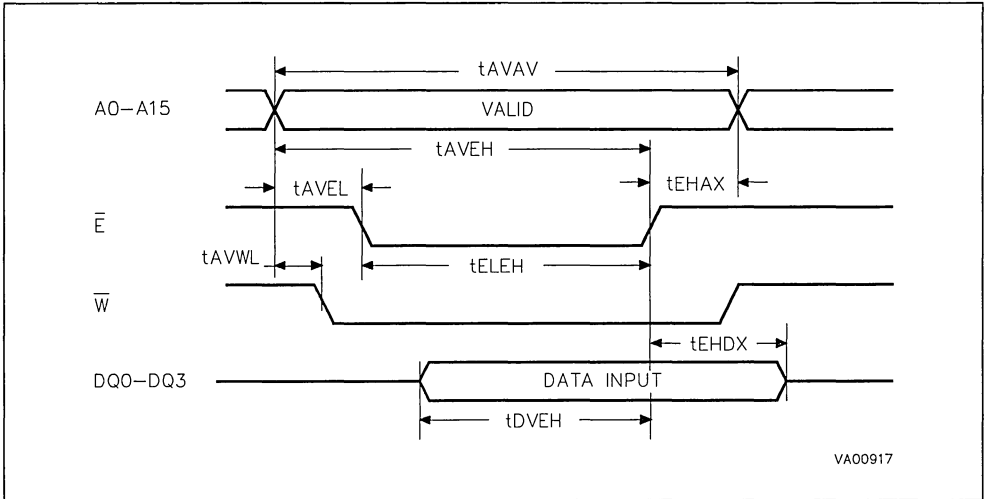 tAVAV
A0-A15
VALID
tAVEH
tAVEL
tEHAX
E
tAVWL
tELEH
W
tEHDX
DQ0-DQ3
DATA INPUT
tDVEH
VA00917